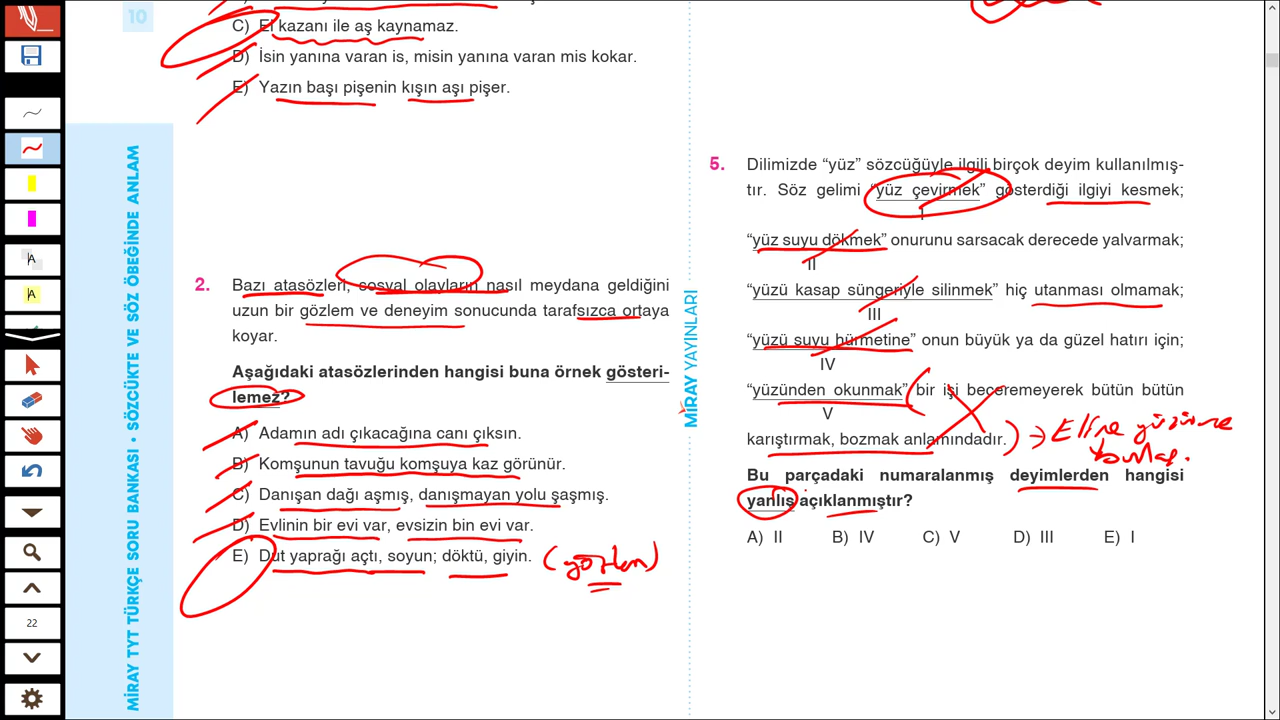 10
C) El kazanı ile aş kaynamaz.
D) İsin yanına varan is, misin yanına varan mis kokar.
E) Yazın başı pişenin kışın aşı pişer.
MİRAY TYT TÜRKÇE SORU BANKASI • SÖZCÜKTE VE SÖZ ÖBEĞİNDE ANLAM
2. Bazı atasözleri, sosyal olayların nasıl meydana geldiğini
uzun bir gözlem ve deneyim sonucunda tarafsızca ortaya
koyar.
Aşağıdaki atasözlerinden hangisi buna örnek gösteri-
lemez?
A) Adamın adı çıkacağına canı çıksın.
B) Komşunun tavuğu komşuya kaz görünür.
C) Danışan dağı aşmış, danışmayan yolu şaşmış.
D) Evlinin bir evi var, evsizin bin evi var.
E) Dut yaprağı açtı, soyun; döktü, giyin. (gözlem)
MİRAY YAYINLARI
5. Dilimizde “yüz” sözcüğüyle ilgili birçok deyim kullanılmış-
tır. Söz gelimi “yüz çevirmek” gösterdiği ilgiyi kesmek;
I
“yüz suyu dökmek” onurunu sarsacak derecede yalvarmak;
II
“yüzü kasap süngeriyle silinmek” hiç utanması olmamak;
III
“yüzü suyu hürmetine” onun büyük ya da güzel hatırı için;
IV
“yüzünden okunmak” bir işi beceremeyerek bütün bütün
V
karıştırmak, bozmak anlamındadır. ) → Eline yüzüne
Bu parçadaki numaralanmış deyimlerden hangisi
yanlış açıklanmıştır?
A) II B) IV C) V D) III E) I
A
A
22